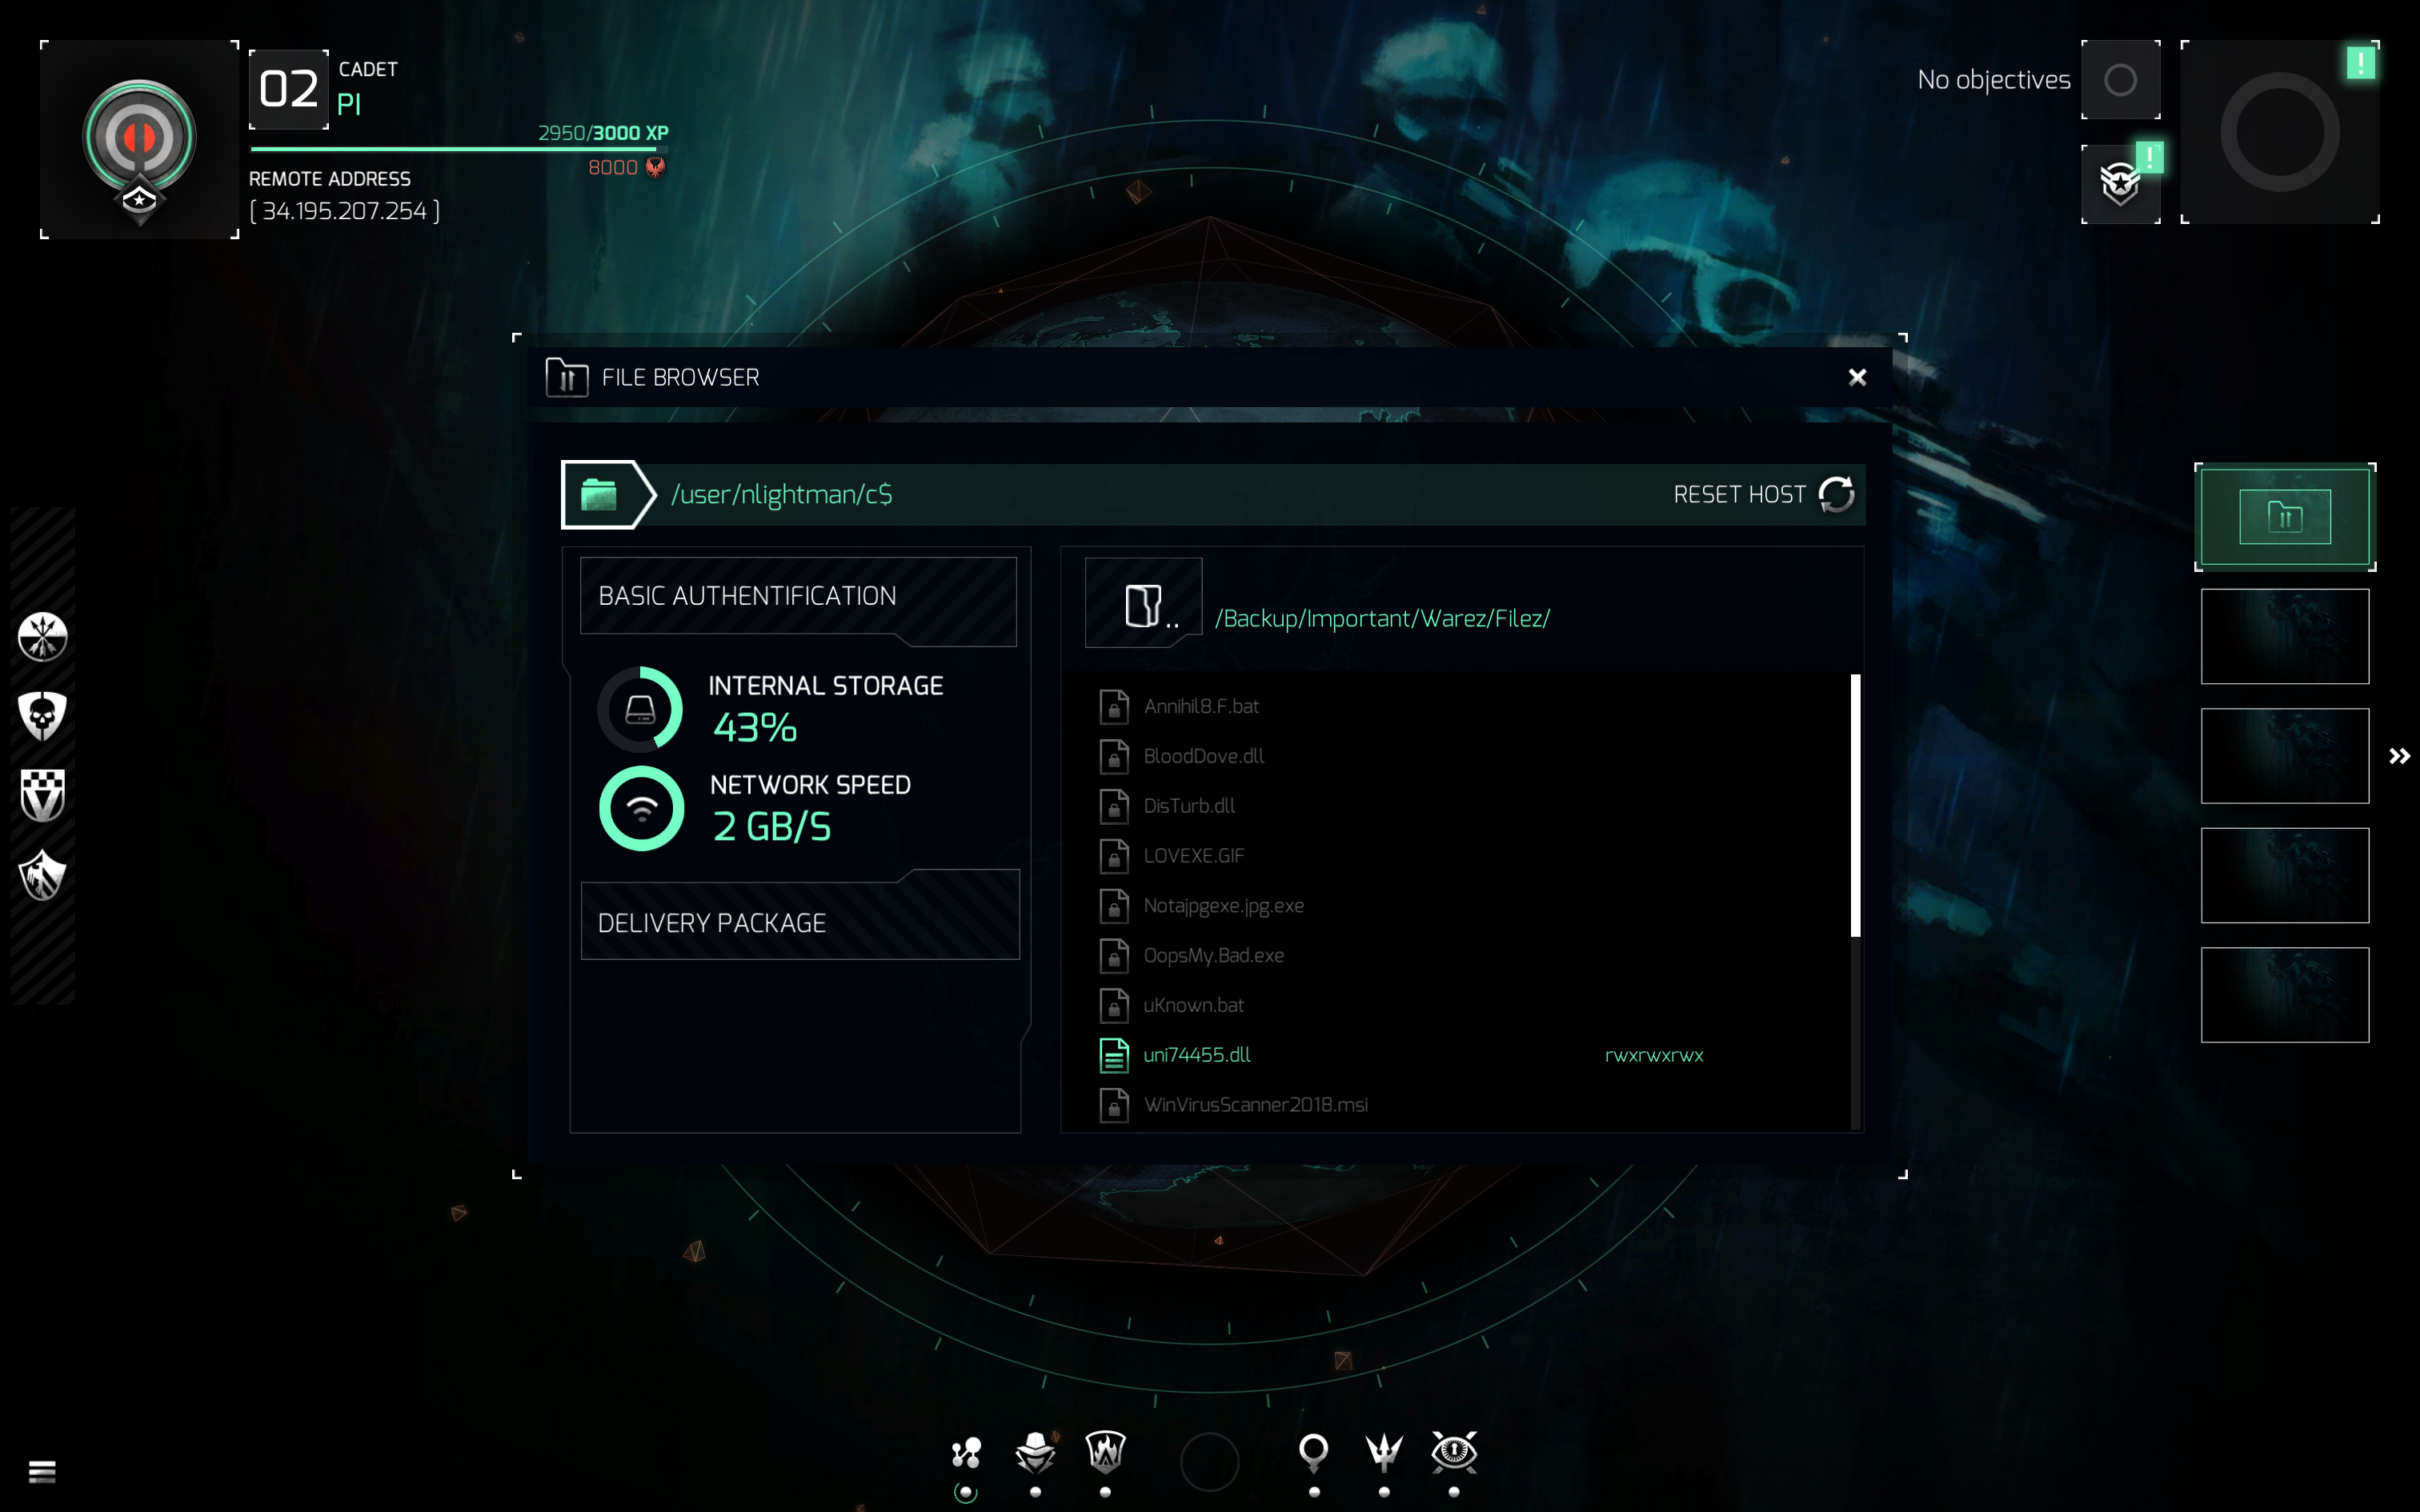 02
CADET
PI
2950/3000 XP
8000
REMOTE ADDRESS
[ 34.195.207.254 ]
No objectives
!
!
FILE BROWSER
/user/nlightman/c$
RESET HOST
BASIC AUTHENTIFICATION
INTERNAL STORAGE
43%
NETWORK SPEED
2 GB/S
DELIVERY PACKAGE
..
/Backup/Important/Warez/Filez/
Annihil8.F.bat
BloodDove.dll
DisTurb.dll
LOVEXE.GIF
Notajpgexe.jpg.exe
OopsMy.Bad.exe
uKnown.bat
uni74455.dll rwxrwxrwx
WinVirusScanner2018.msi